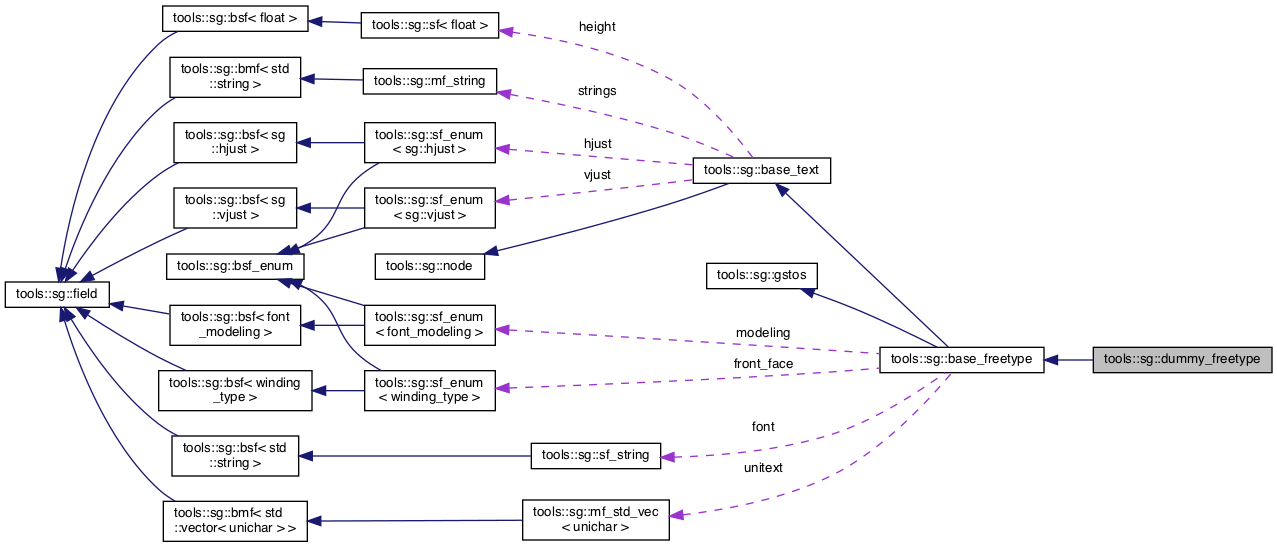 tools::sg::bsf< float >
tools::sg::sf< float >
height
tools::sg::bmf< std
::string >
tools::sg::mf_string
strings
tools::sg::bsf< sg
::hjust >
tools::sg::sf_enum
< sg::hjust >
hjust
tools::sg::base_text
vjust
tools::sg::bsf< sg
::vjust >
tools::sg::sf_enum
< sg::vjust >
tools::sg::bsf_enum
tools::sg::node
tools::sg::gstos
tools::sg::field
tools::sg::bsf< font
_modeling >
tools::sg::sf_enum
< font_modeling >
modeling
tools::sg::base_freetype
tools::sg::dummy_freetype
front_face
tools::sg::bsf< winding
_type >
tools::sg::sf_enum
< winding_type >
font
tools::sg::bsf< std
::string >
tools::sg::sf_string
unitext
tools::sg::bmf< std
::vector< unichar > >
tools::sg::mf_std_vec
< unichar >